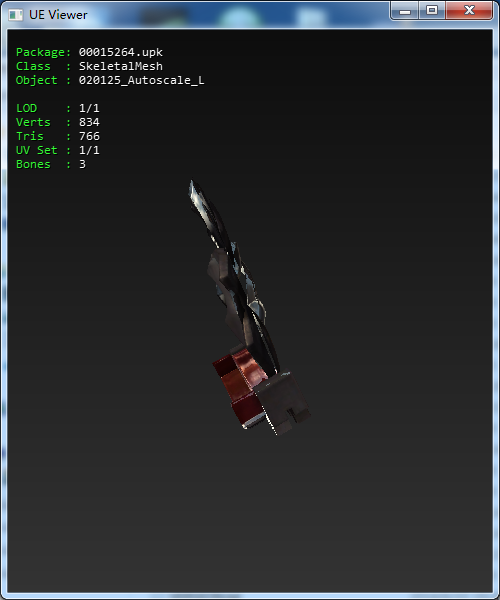 UE Viewer
Package: 00015264.upk
Class : SkeletalMesh
Object : 020125_Autoscale_L
LOD : 1/1
Verts : 834
Tris : 766
UV Set : 1/1
Bones : 3